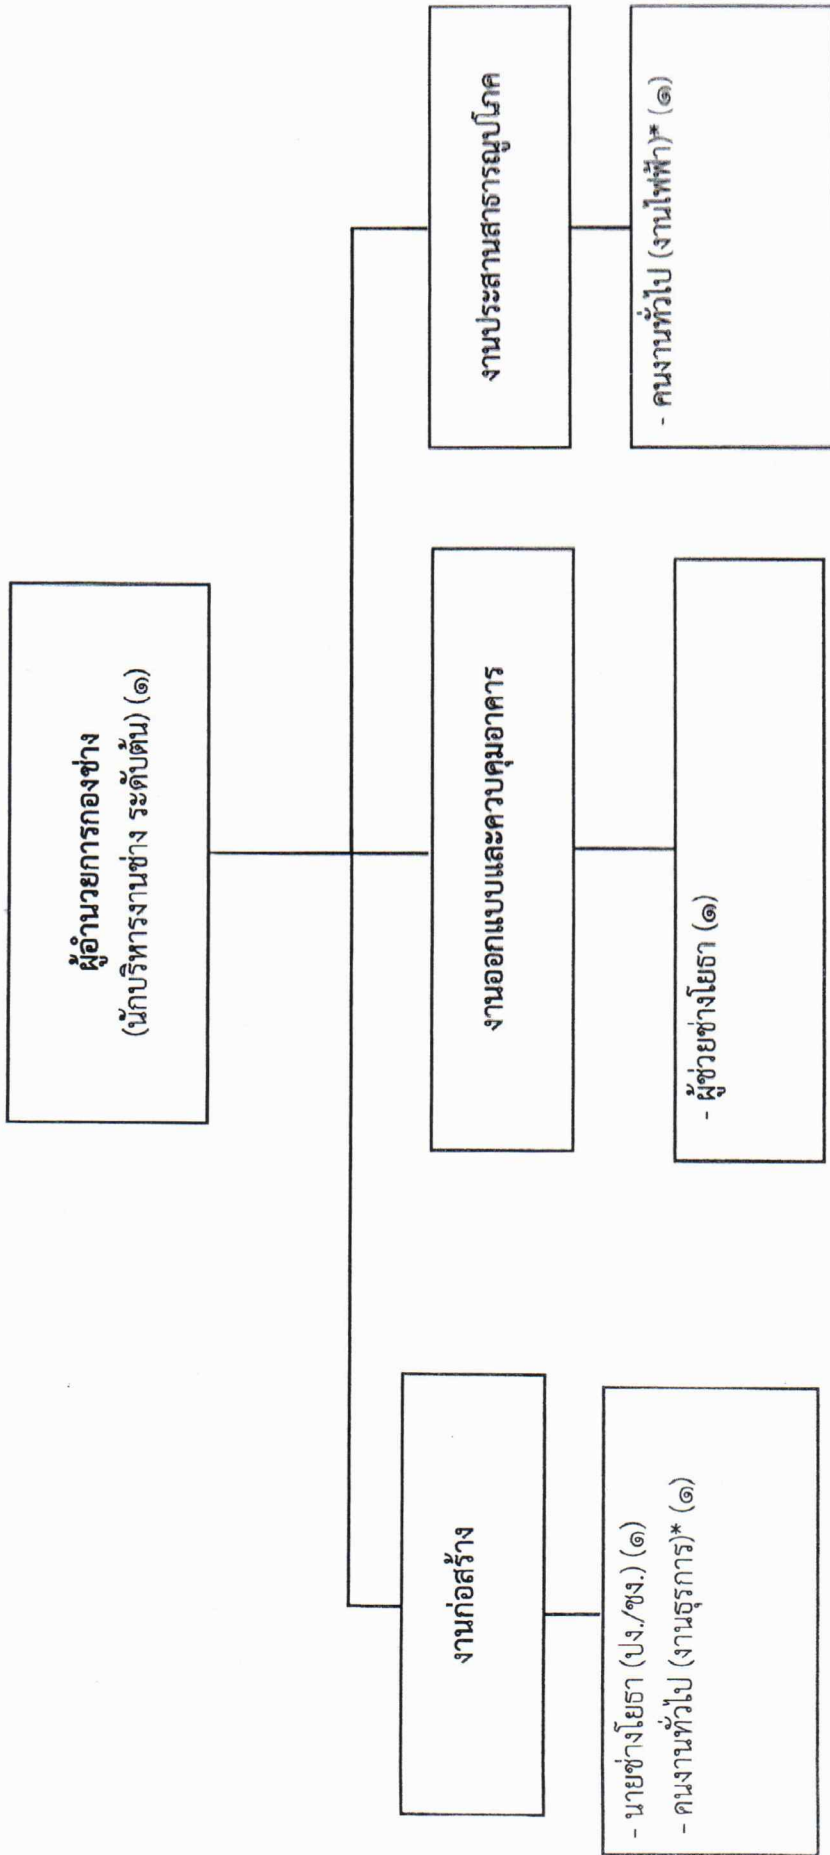 ผู้อำนวยการกองช่าง
(นักบริหารงานช่าง ระดับต้น) (๑)
งานก่อสร้าง
- นายช่างโยธา (ปง./ชง.) (๑)
- คนงานทั่วไป (งานธุรการ)* (๑)
งานออกแบบและควบคุมอาคาร
- ผู้ช่วยช่างโยธา (๑)
งานประสานสาธารณูปโภค
- คนงานทั่วไป (งานไฟฟ้า)* (๑)